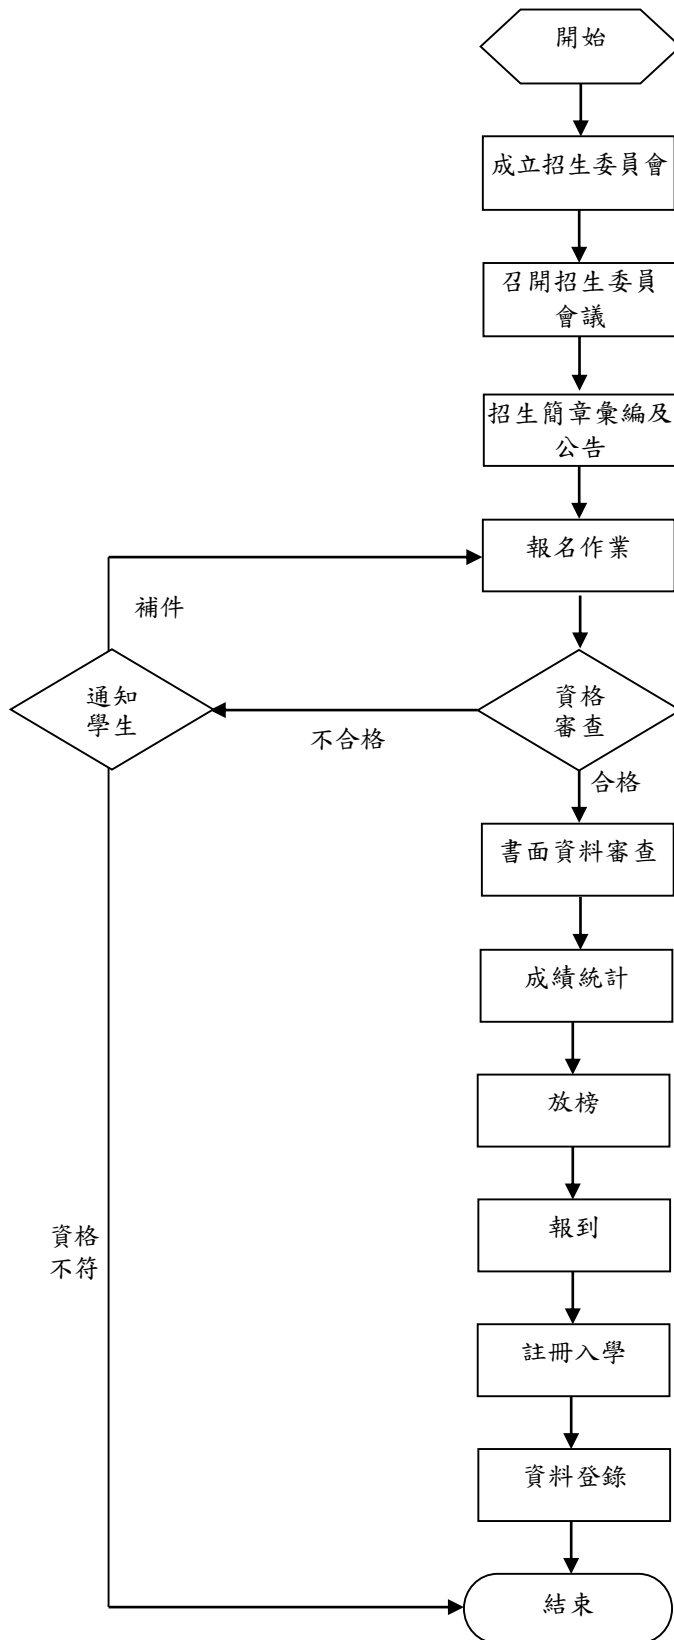 開始
成立招生委員會
召開招生委員
會議
招生簡章彙編及
公告
報名作業
補件
通知
學生
資格
審查
不合格
合格
書面資料審查
成績統計
放榜
報到
資格
不符
註冊入學
資料登錄
結束